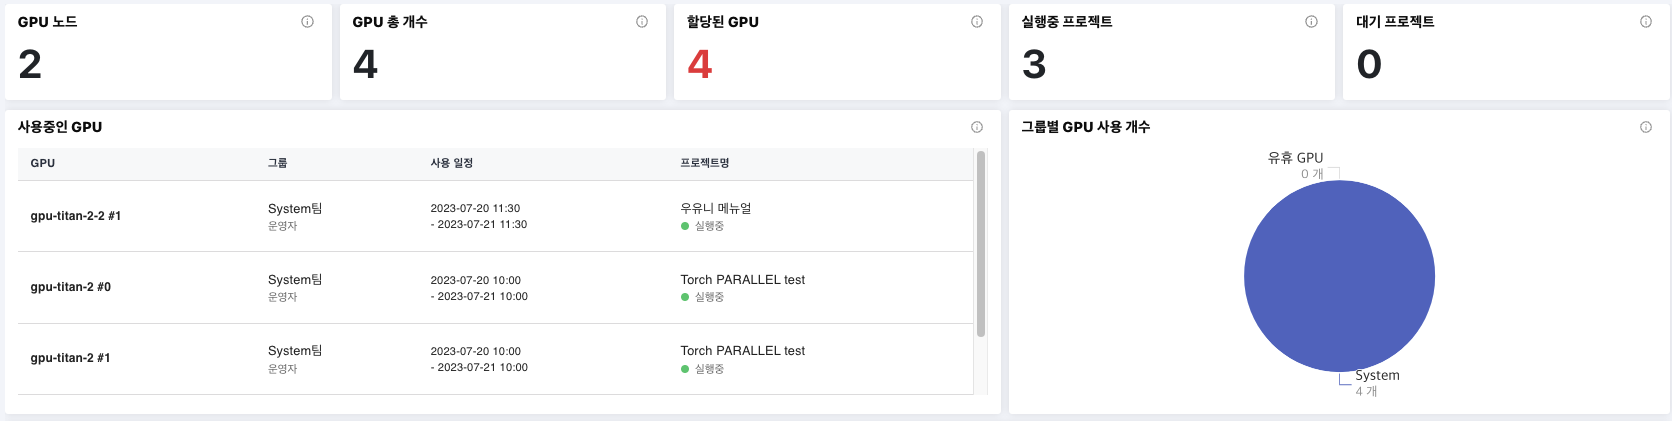 GPU 노드
2
GPU 총 개수
4
할당된 GPU
4
실행중 프로젝트
3
대기 프로젝트
0
사용중인 GPU
GPU 그룹 사용 일정 프로젝트명
gpu-titan-2-2 #1
System팀
운영자
2023-07-20 11:30
- 2023-07-21 11:30
우유니 메뉴얼
실행중
gpu-titan-2 #0
System팀
운영자
2023-07-20 10:00
- 2023-07-21 10:00
Torch PARALLEL test
실행중
gpu-titan-2 #1
System팀
운영자
2023-07-20 10:00
- 2023-07-21 10:00
Torch PARALLEL test
실행중
그룹별 GPU 사용 개수
유휴 GPU
0 개
System
4 개